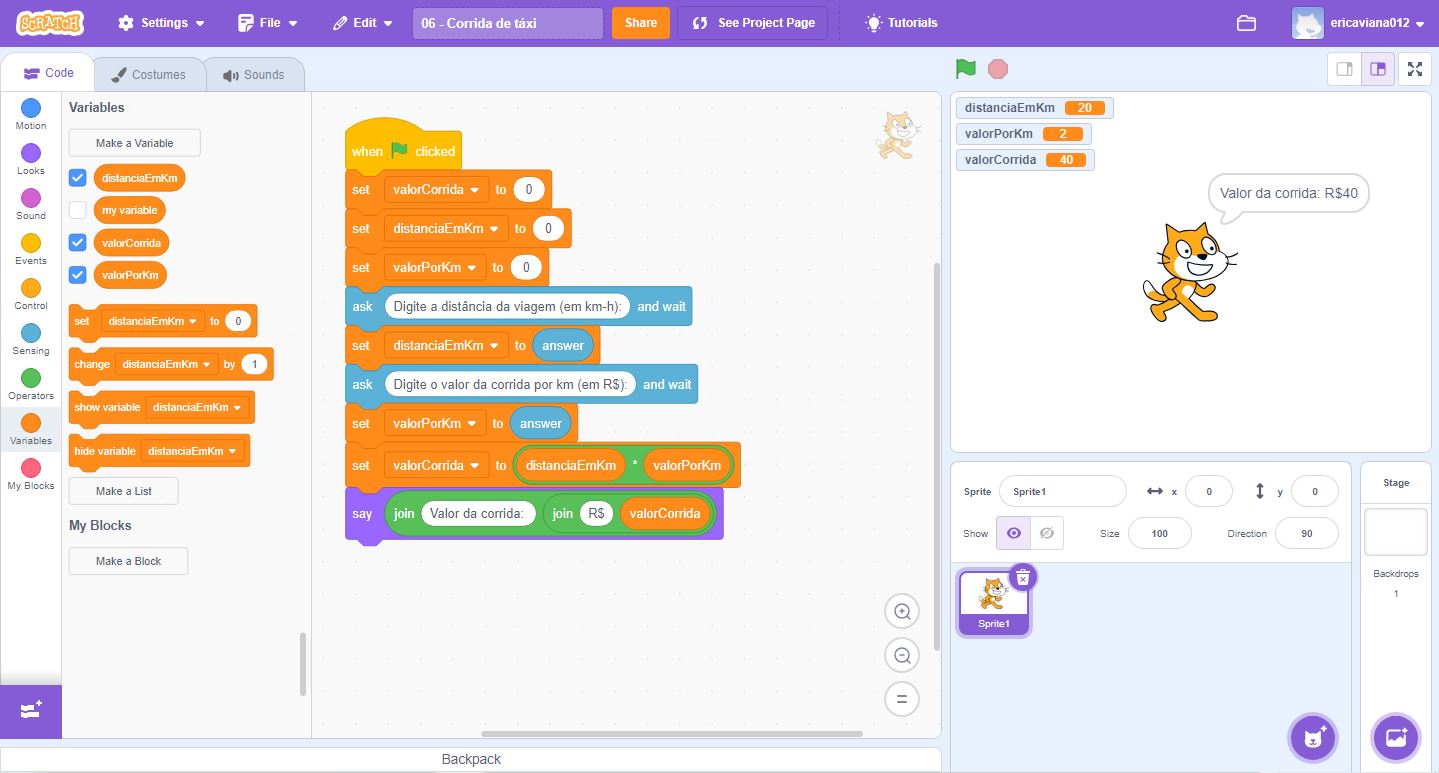 SCRATCH Settings File Edit 06 - Corrida de táxi Share See Project Page Tutorials ericaviana012
Code Costumes Sounds
Motion
Looks
Sound
Events
Control
Sensing
Operators
Variables
My Blocks
Variables
Make a Variable
distanciaEmKm
my variable
valorCorrida
valorPorKm
set distanciaEmKm to 0
change distanciaEmKm by 1
show variable distanciaEmKm
hide variable distanciaEmKm
Make a List
My Blocks
Make a Block
when clicked
set valorCorrida to 0
set distanciaEmKm to 0
set valorPorKm to 0
ask Digite a distância da viagem (em km-h): and wait
set distanciaEmKm to answer
ask Digite o valor da corrida por km (em R$): and wait
set valorPorKm to answer
set valorCorrida to distanciaEmKm * valorPorKm
say join Valor da corrida: join R$ valorCorrida
distanciaEmKm 20
valorPorKm 2
valorCorrida 40
Valor da corrida: R$40
Sprite Sprite1 x 0 y 0
Show Size 100 Direction 90
Sprite1
Stage
Backdrops
1
Backpack